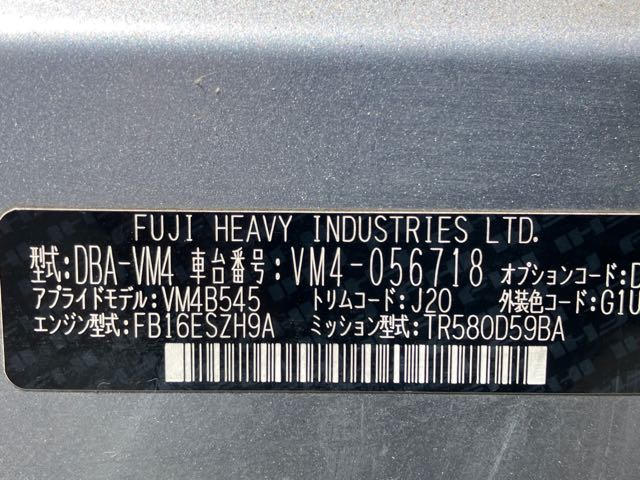 FUJI HEAVY INDUSTRIES LTD.
型式:DBA-VM4 車台番号:VM4-056718 オプションコード:D
アプライドモデル:VM4B545 トリムコード:J20 外装色コード:G1U
エンジン型式:FB16ESZH9A ミッション型式:TR580D59BA